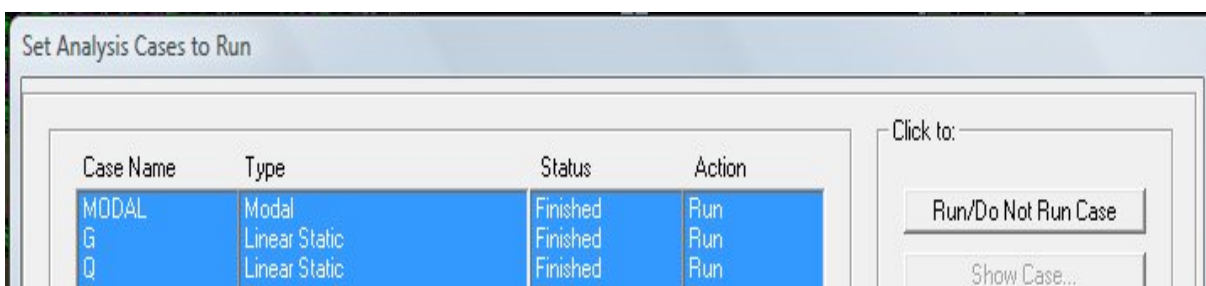 Set Analysis Cases to Run
Click to:
Case Name Type Status Action
MODAL Modal Finished Run
Run/Do Not Run Case
G Linear Static Finished Run
Q Linear Static Finished Run
Show Case...